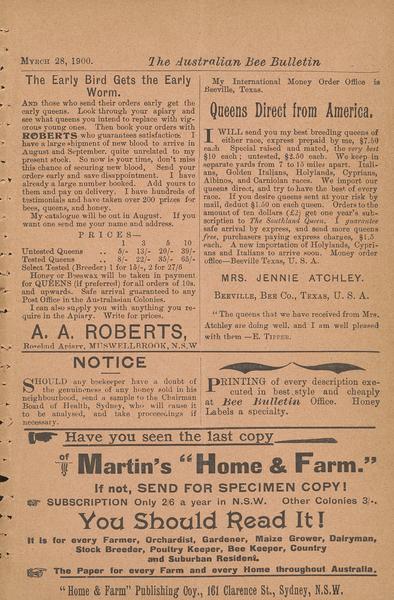 MYRCH 28, 1900. The Australian Bee Bulletin
The Early Bird Gets the Early
Worm.
AND those who send their orders early get the
early queens. Look through your apiary and
see what queens you intend to replace with vig-
orous young ones. Then book your orders with
ROBERTS who guarantees satisfaction. I
have a large shipment of new blood to arrive in
August and September, quite unrelated to my
present stock. So now is your time, don't miss
this chance of securing new blood. Send your
order early and save disappointment. I have
already a large number booked. Add yours to
them and pay on delivery. I have hundreds of
testimonials and have taken over 200 prizes for
bees, queens, and honey.
My catalogue will be out in August. If you
want one send me your name and address.
PRICES—
1 3 5 10
Untested Queens .. 5/- 13/- 20/- 39/-
Tested Queens .. 8/- 22/- 35/- 65/-
Select Tested (Breeder) 1 for 15/-, 2 for 27/6
Honey or Beeswax will be taken in payment
for QUEENS (if preferred) for all orders of 10s.
and upwards. Safe arrival guaranteed to any
Post Office in the Australasian Colonies.
I can also supply you with anything you re-
quire in the Apiary. Write for prices.
A. A. ROBERTS,
Roseland Apiary, MUSWELLBROOK, N.S.W
NOTICE
SHOULD any beekeeper have a doubt of
the genuineness of any honey sold in his
neighbourhood, send a sample to the Chairman
Board of Health, Sydney, who will cause it
to be analysed, and take proceedings if
necessary.
My International Money Order Office is
Beeville, Texas.
Queens Direct from America.
I WILL send you my best breeding queens of
either race, express prepaid by me, $7.50
each. Special raised and mated, the very best
$10 each; untested, $2.50 each. We keep in
separate yards from 7 to 15 miles apart. Itali-
ans, Golden Italians, Holylands, Cyprians,
Albinos, and Carniolan races. We import our
queens direct, and try to have the best of every
race. If you desire queens sent at your risk by
mail, deduct $1.50 on each queen. Orders to the
amount of ten dollars (£2) get one year's sub-
scription to The Southland Queen. I guarantee
safe arrival by express, and send more queens
free, purchasers paying express charges, $1.5
each. A new importation of Holylands, Cypri-
ans and Italians to arrive soon. Money order
office—Beeville Texas, U. S. A.
MRS. JENNIE ATCHLEY.
BEEVILLE, BEE CO., TEXAS, U. S. A.
"The queens that we have received from Mrs.
Atchley are doing well, and I am well pleased
with them —E. TIPPER.
PRINTING of every description exe-
cuted in best style and cheaply
at Bee Bulletin Office. Honey
Labels a specialty.
Have you seen the last copy
of Martin's "Home & Farm."
If not, SEND FOR SPECIMEN COPY!
SUBSCRIPTION Only 2/6 a year in N.S.W. Other Colonies 3/-.
You Should Read It!
It is for every Farmer, Orchardist, Gardener, Maize Grower, Dairyman,
Stock Breeder, Poultry Keeper, Bee Keeper, Country
and Suburban Resident.
The Paper for every Farm and every Home throughout Australia.
"Home & Farm" Publishing Coy., 161 Clarence St., Sydney, N.S.W.